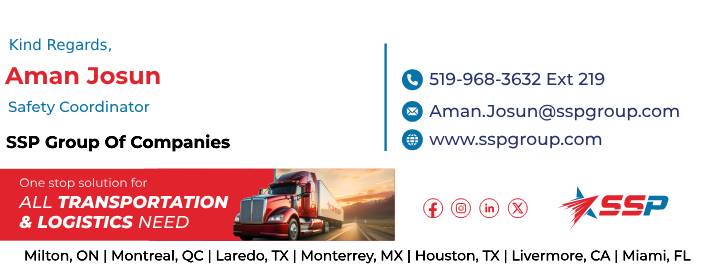 Kind Regards,
Aman Josun
Safety Coordinator
SSP Group Of Companies
519-968-3632 Ext 219
Aman.Josun@sspgroup.com
www.sspgroup.com
One stop solution for
ALL TRANSPORTATION
& LOGISTICS NEED
SSP
Milton, ON | Montreal, QC | Laredo, TX | Monterrey, MX | Houston, TX | Livermore, CA | Miami, FL